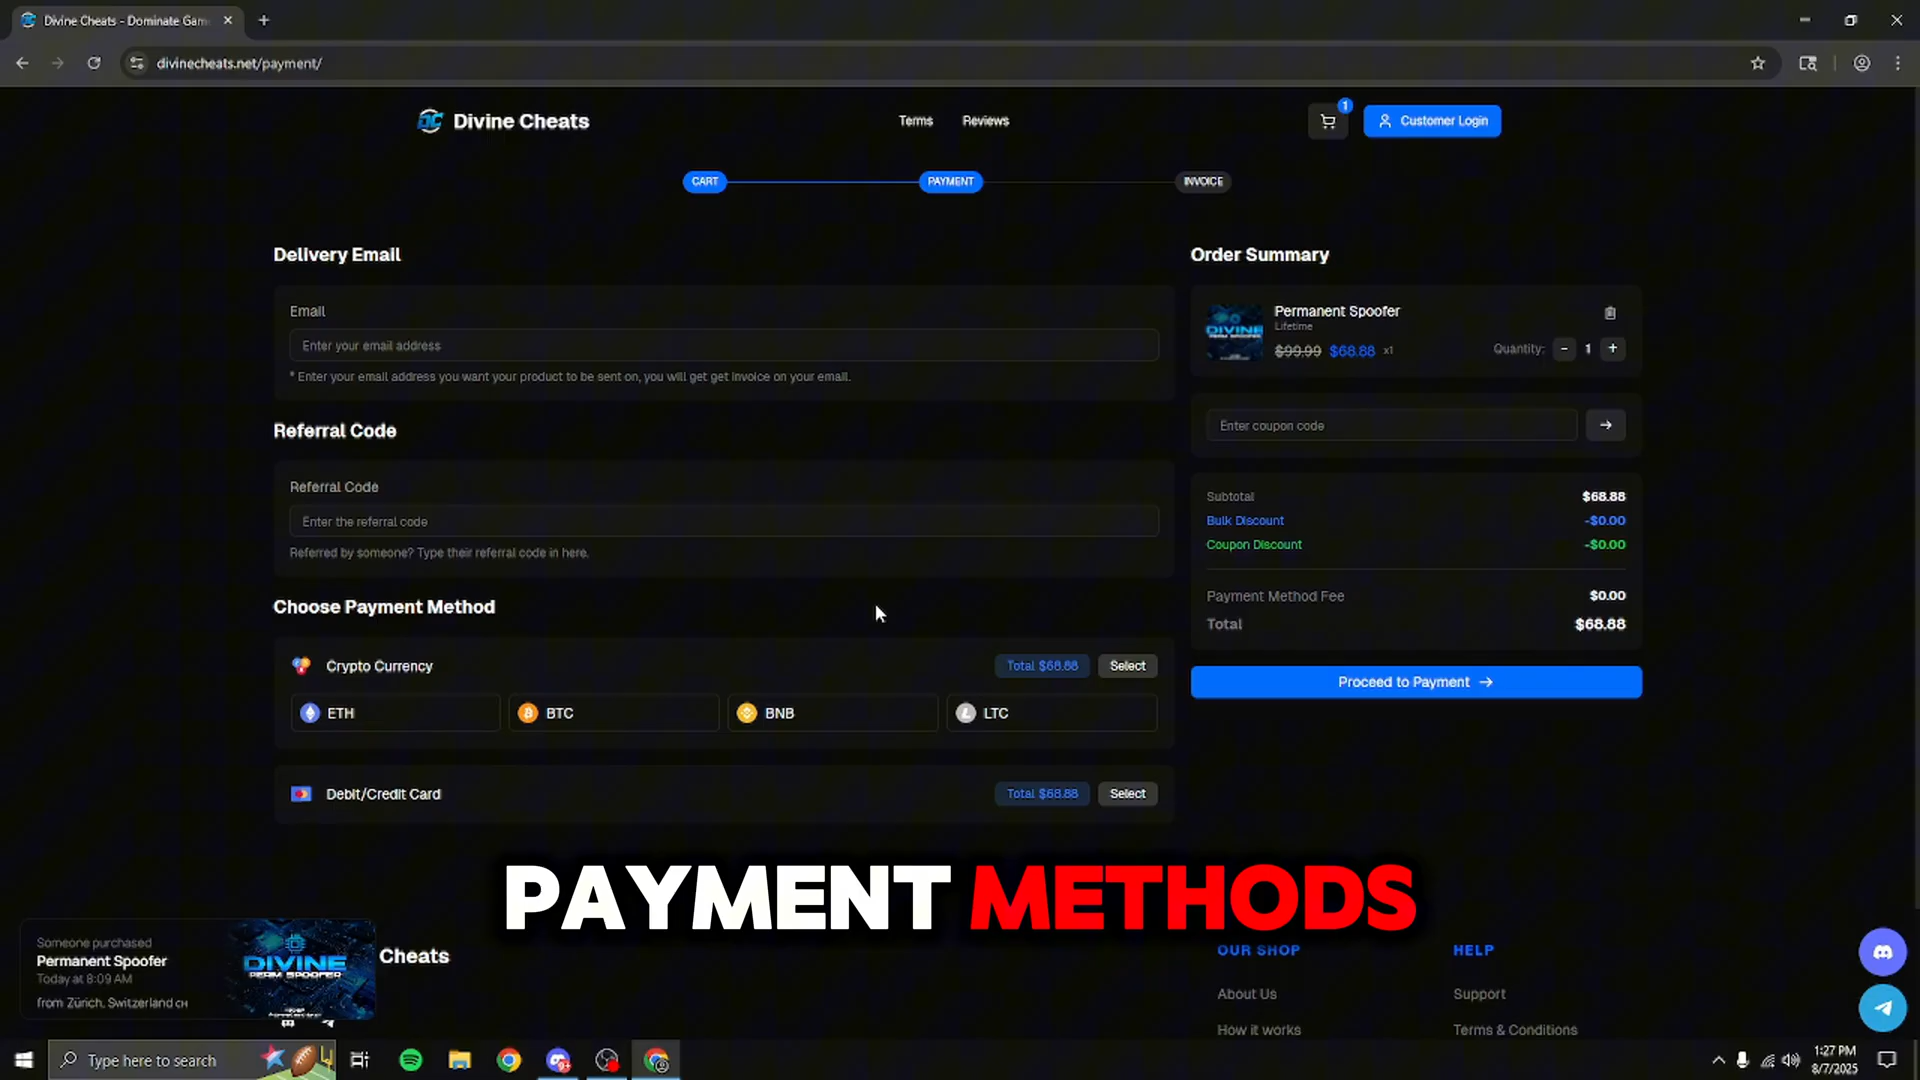 Divine Cheats - Dominate Gam
divinecheats.net/payment/
Divine Cheats
Terms
Reviews
1
Customer Login
CART
PAYMENT
INVOICE
Delivery Email
Email
Enter your email address
* Enter your email address you want your product to be sent on, you will get get invoice on your email.
Referral Code
Referral Code
Enter the referral code
Referred by someone? Type their referral code in here.
Choose Payment Method
Crypto Currency
Total $68.88
Select
ETH
BTC
BNB
LTC
Debit/Credit Card
Total $68.88
Select
Order Summary
DIVINE
Permanent Spoofer
Lifetime
$99.99 $68.88 x1
Quantity: - 1 +
Enter coupon code
Subtotal $68.88
Bulk Discount -$0.00
Coupon Discount -$0.00
Payment Method Fee $0.00
Total $68.88
Proceed to Payment
PAYMENT METHODS
Someone purchased
Permanent Spoofer
Today at 8:09 AM
from Zürich, Switzerland CH
DIVINE
PERM SPOOFER
Cheats
OUR SHOP
About Us
How it works
HELP
Support
Terms & Conditions
Type here to search
9+
1:27 PM
8/7/2025